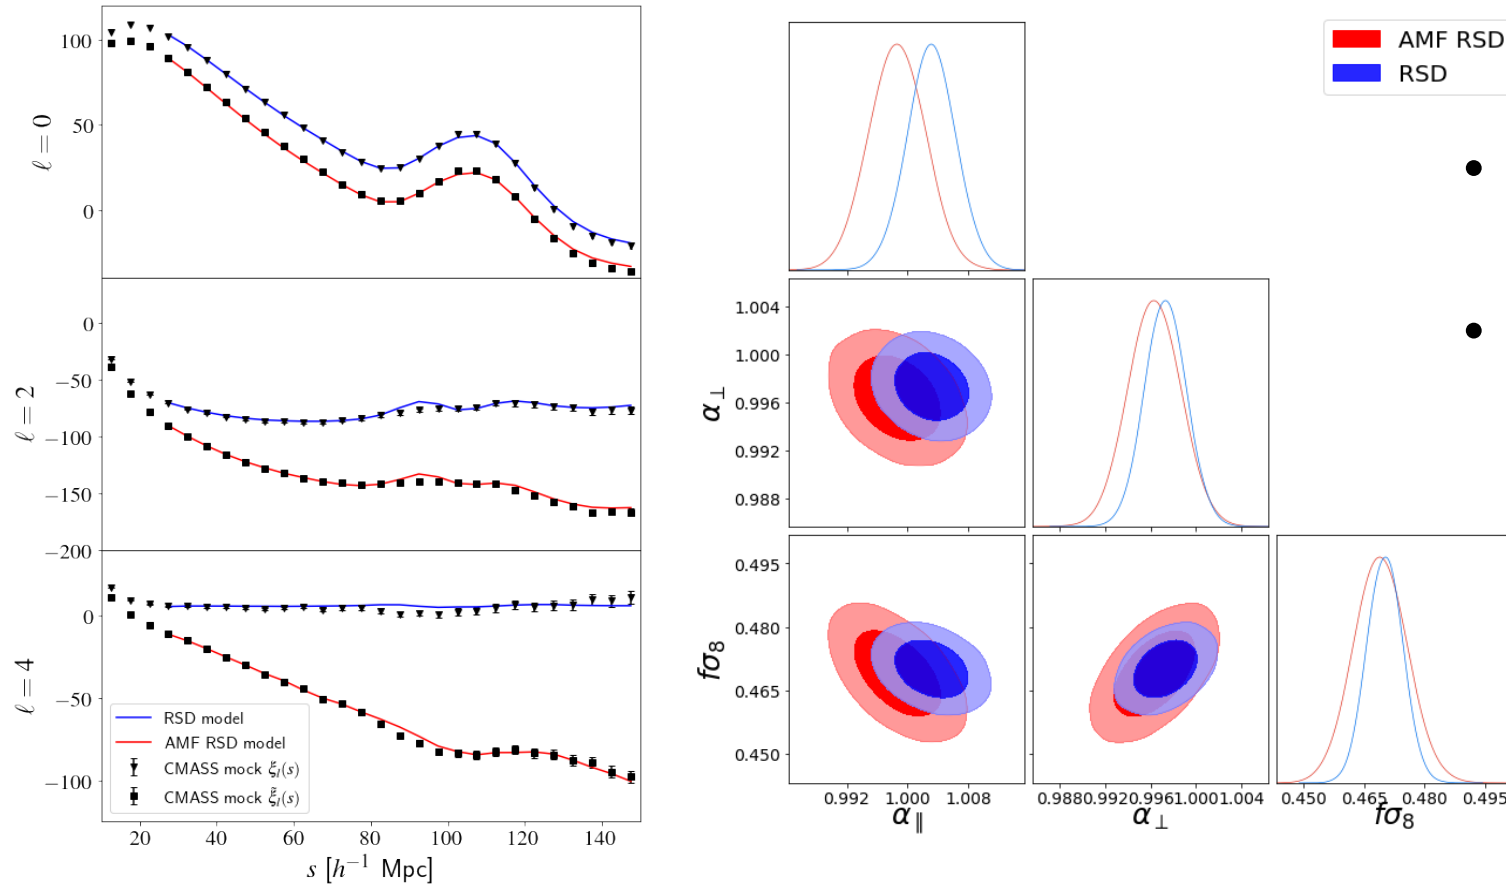 100
50
0
ℓ = 0
0
−50
−100
−150
−200
ℓ = 2
0
−50
−100
ℓ = 4
RSD model
AMF RSD model
CMASS mock ξ_l(s)
CMASS mock ξ̃_l(s)
20 40 60 80 100 120 140
s [h⁻¹ Mpc]
AMF RSD
RSD
1.004
1.000
0.996
0.992
0.988
α⊥
0.495
0.480
0.465
0.450
fσ₈
0.992 1.000 1.008
α∥
0.988 0.992 0.996 1.000 1.004
α⊥
0.450 0.465 0.480 0.495
fσ₈